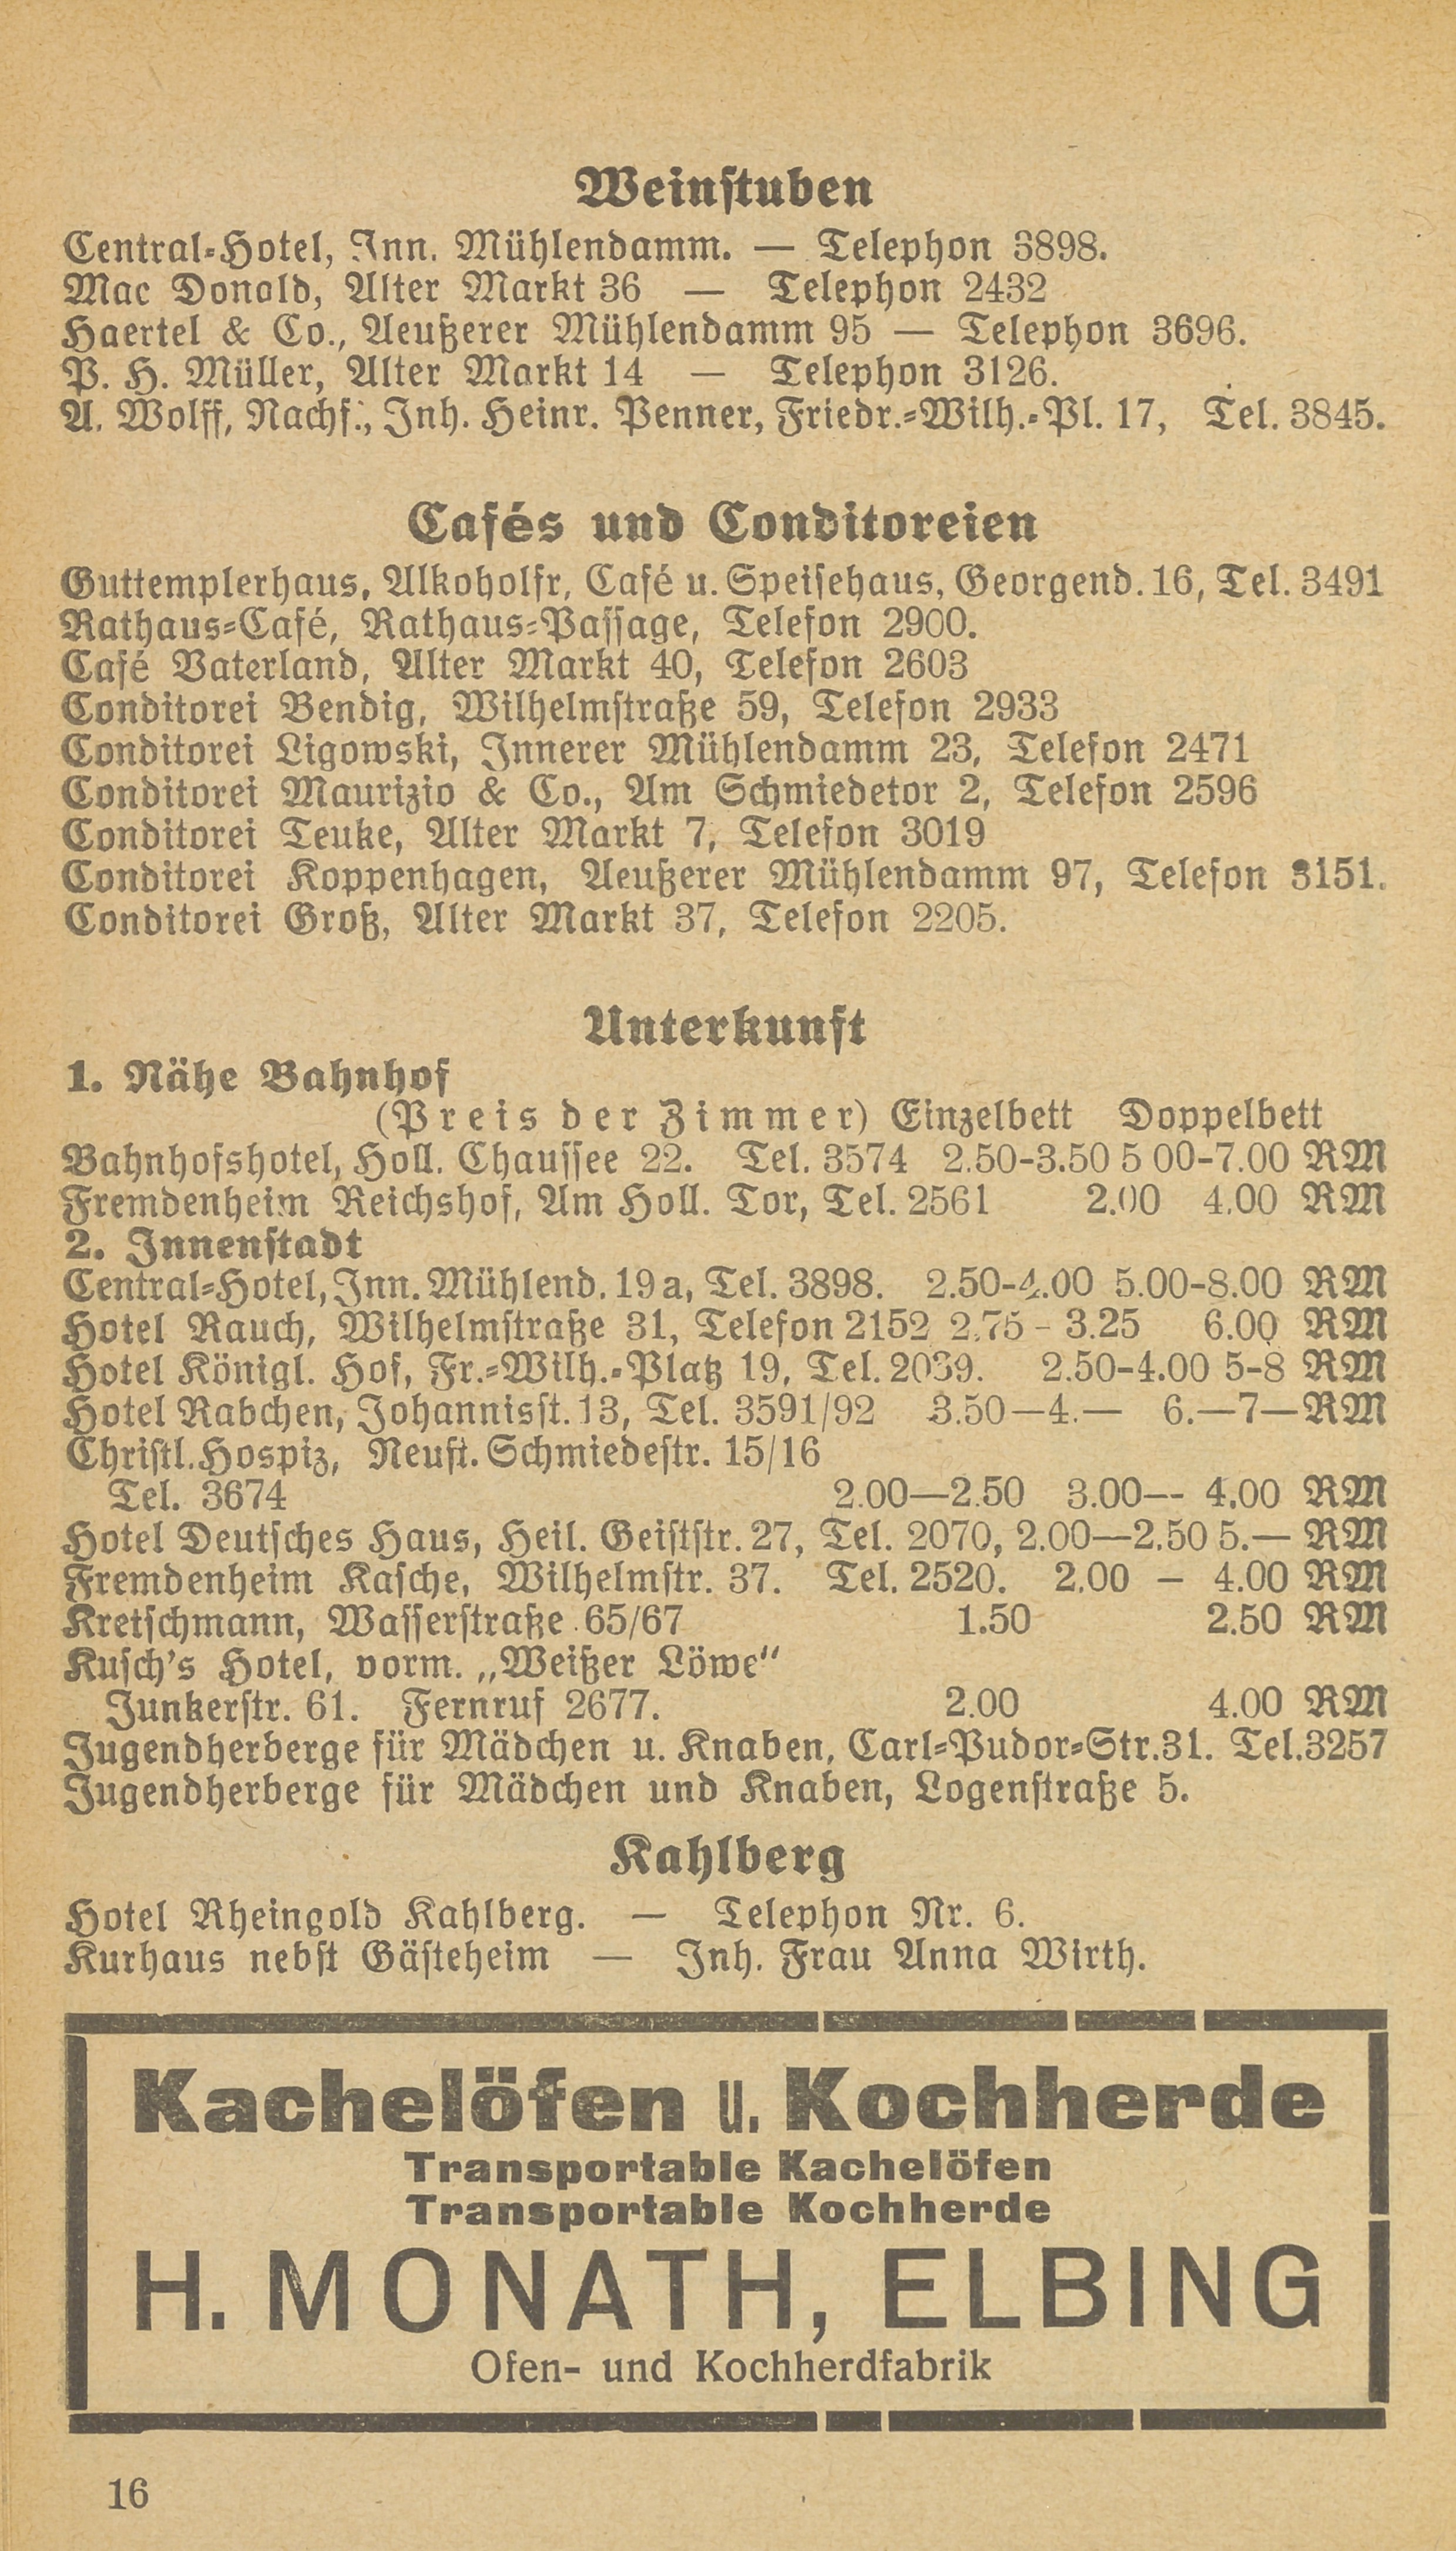 Weinstuben
Central-Hotel, Inn. Mühlendamm. — Telephon 3898.
Mac Donald, Alter Markt 36 — Telephon 2432
Haertel & Co., Aeußerer Mühlendamm 95 — Telephon 3696.
P. H. Müller, Alter Markt 14 — Telephon 3126.
A. Wolff, Nachf., Inh. Heinr. Penner, Friedr.-Wilh.-Pl. 17, Tel. 3845.
Cafés und Conditoreien
Guttemplerhaus, Alkoholfr. Café u. Speisehaus, Georgend. 16, Tel. 3491
Rathaus-Café, Rathaus-Passage, Telefon 2900.
Café Vaterland, Alter Markt 40, Telefon 2603
Conditorei Bendig, Wilhelmstraße 59, Telefon 2933
Conditorei Ligowski, Innerer Mühlendamm 23, Telefon 2471
Conditorei Maurizio & Co., Am Schmiedetor 2, Telefon 2596
Conditorei Teuke, Alter Markt 7, Telefon 3019
Conditorei Koppenhagen, Aeußerer Mühlendamm 97, Telefon 3151.
Conditorei Groß, Alter Markt 37, Telefon 2205.
Unterkunft
1. Nähe Bahnhof
(Preis der Zimmer) Einzelbett Doppelbett
Bahnhofshotel, Holl. Chaussee 22. Tel. 3574 2.50-3.50 5 00-7.00 RM
Fremdenheim Reichshof, Am Holl. Tor, Tel. 2561 2.00 4.00 RM
2. Innenstadt
Central-Hotel, Inn. Mühlend. 19a, Tel. 3898. 2.50-4.00 5.00-8.00 RM
Hotel Rauch, Wilhelmstraße 31, Telefon 2152 2.75 - 3.25 6.00 RM
Hotel Königl. Hof, Fr.-Wilh.-Platz 19, Tel. 2039. 2.50-4.00 5-8 RM
Hotel Rabchen, Johannisst. 13, Tel. 3591/92 3.50—4.— 6.—7—RM
Christl. Hospiz, Neust. Schmiedestr. 15/16
Tel. 3674 2.00—2.50 3.00-- 4.00 RM
Hotel Deutsches Haus, Heil. Geiststr. 27, Tel. 2070, 2.00—2.50 5.— RM
Fremdenheim Kasche, Wilhelmstr. 37. Tel. 2520. 2.00 – 4.00 RM
Kretschmann, Wasserstraße 65/67 1.50 2.50 RM
Kusch's Hotel, vorm. „Weißer Löwe“
Junkerstr. 61. Fernruf 2677. 2.00 4.00 RM
Jugendherberge für Mädchen u. Knaben, Carl-Pudor-Str. 31. Tel. 3257
Jugendherberge für Mädchen und Knaben, Logenstraße 5.
Kahlberg
Hotel Rheingold Kahlberg. — Telephon Nr. 6.
Kurhaus nebst Gästeheim — Inh. Frau Anna Wirth.
Kachelöfen u. Kochherde
Transportable Kachelöfen
Transportable Kochherde
H. MONATH, ELBING
Ofen- und Kochherdfabrik
16